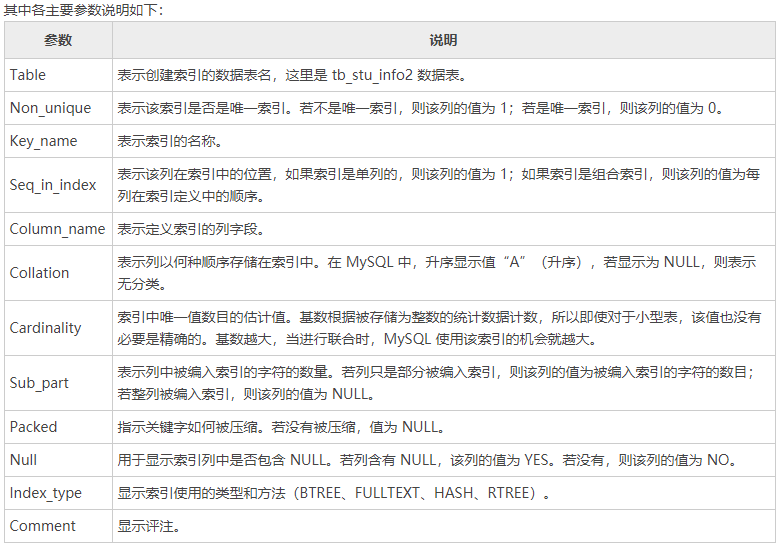 其中各主要参数说明如下：
参数 说明
Table 表示创建索引的数据表名，这里是 tb_stu_info2 数据表。
Non_unique 表示该索引是否是唯一索引。若不是唯一索引，则该列的值为 1；若是唯一索引，则该列的值为 0。
Key_name 表示索引的名称。
Seq_in_index 表示该列在索引中的位置，如果索引是单列的，则该列的值为 1；如果索引是组合索引，则该列的值为每
列在索引定义中的顺序。
Column_name 表示定义索引的列字段。
Collation 表示列以何种顺序存储在索引中。在 MySQL 中，升序显示值“A”（升序），若显示为 NULL，则表示
无分类。
Cardinality 索引中唯一值数目的估计值。基数根据被存储为整数的统计数据计数，所以即使对于小型表，该值也没有
必要是精确的。基数越大，当进行联合时，MySQL 使用该索引的机会就越大。
Sub_part 表示列中被编入索引的字符的数量。若列只是部分被编入索引，则该列的值为被编入索引的字符的数目；
若整列被编入索引，则该列的值为 NULL。
Packed 指示关键字如何被压缩。若没有被压缩，值为 NULL。
Null 用于显示索引列中是否包含 NULL。若列含有 NULL，该列的值为 YES。若没有，则该列的值为 NO。
Index_type 显示索引使用的类型和方法（BTREE、FULLTEXT、HASH、RTREE）。
Comment 显示评注。